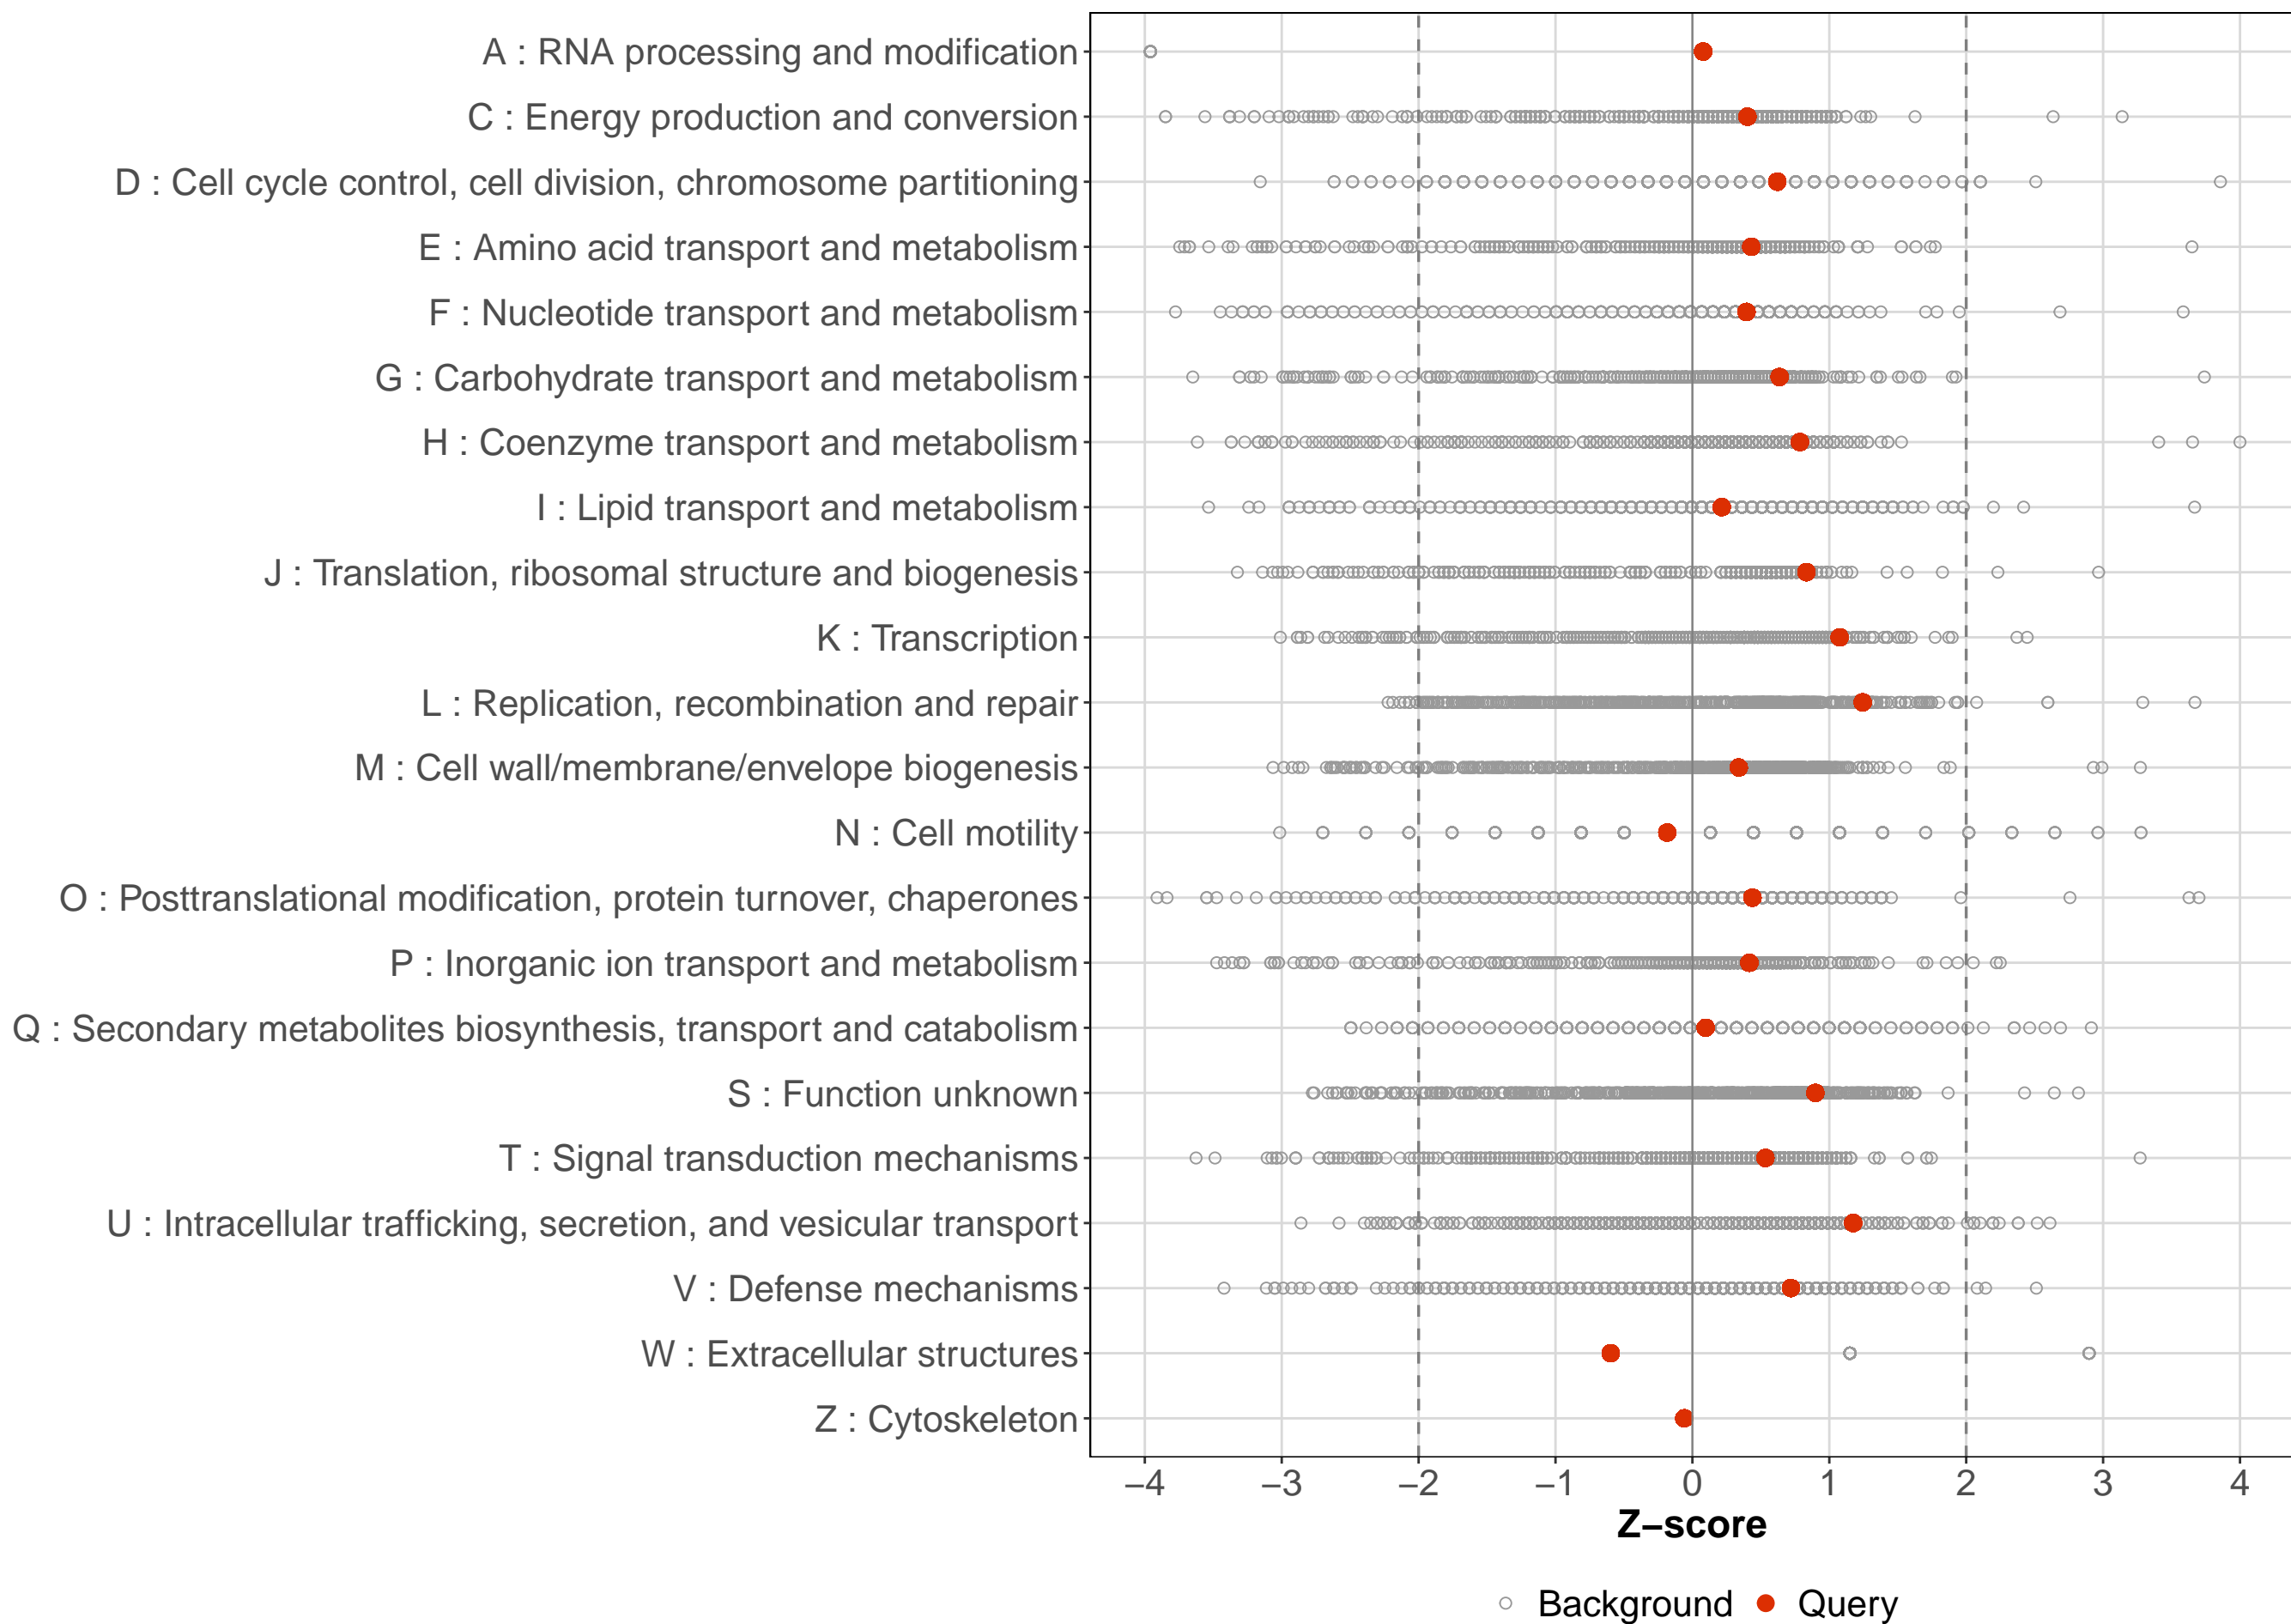 A : RNA processing and modification
C : Energy production and conversion
D : Cell cycle control, cell division, chromosome partitioning
E : Amino acid transport and metabolism
F : Nucleotide transport and metabolism
G : Carbohydrate transport and metabolism
H : Coenzyme transport and metabolism
I : Lipid transport and metabolism
J : Translation, ribosomal structure and biogenesis
K : Transcription
L : Replication, recombination and repair
M : Cell wall/membrane/envelope biogenesis
N : Cell motility
O : Posttranslational modification, protein turnover, chaperones
P : Inorganic ion transport and metabolism
Q : Secondary metabolites biosynthesis, transport and catabolism
S : Function unknown
T : Signal transduction mechanisms
U : Intracellular trafficking, secretion, and vesicular transport
V : Defense mechanisms
W : Extracellular structures
Z : Cytoskeleton
−4 −3 −2 −1 0 1 2 3 4
Z−score
Background Query